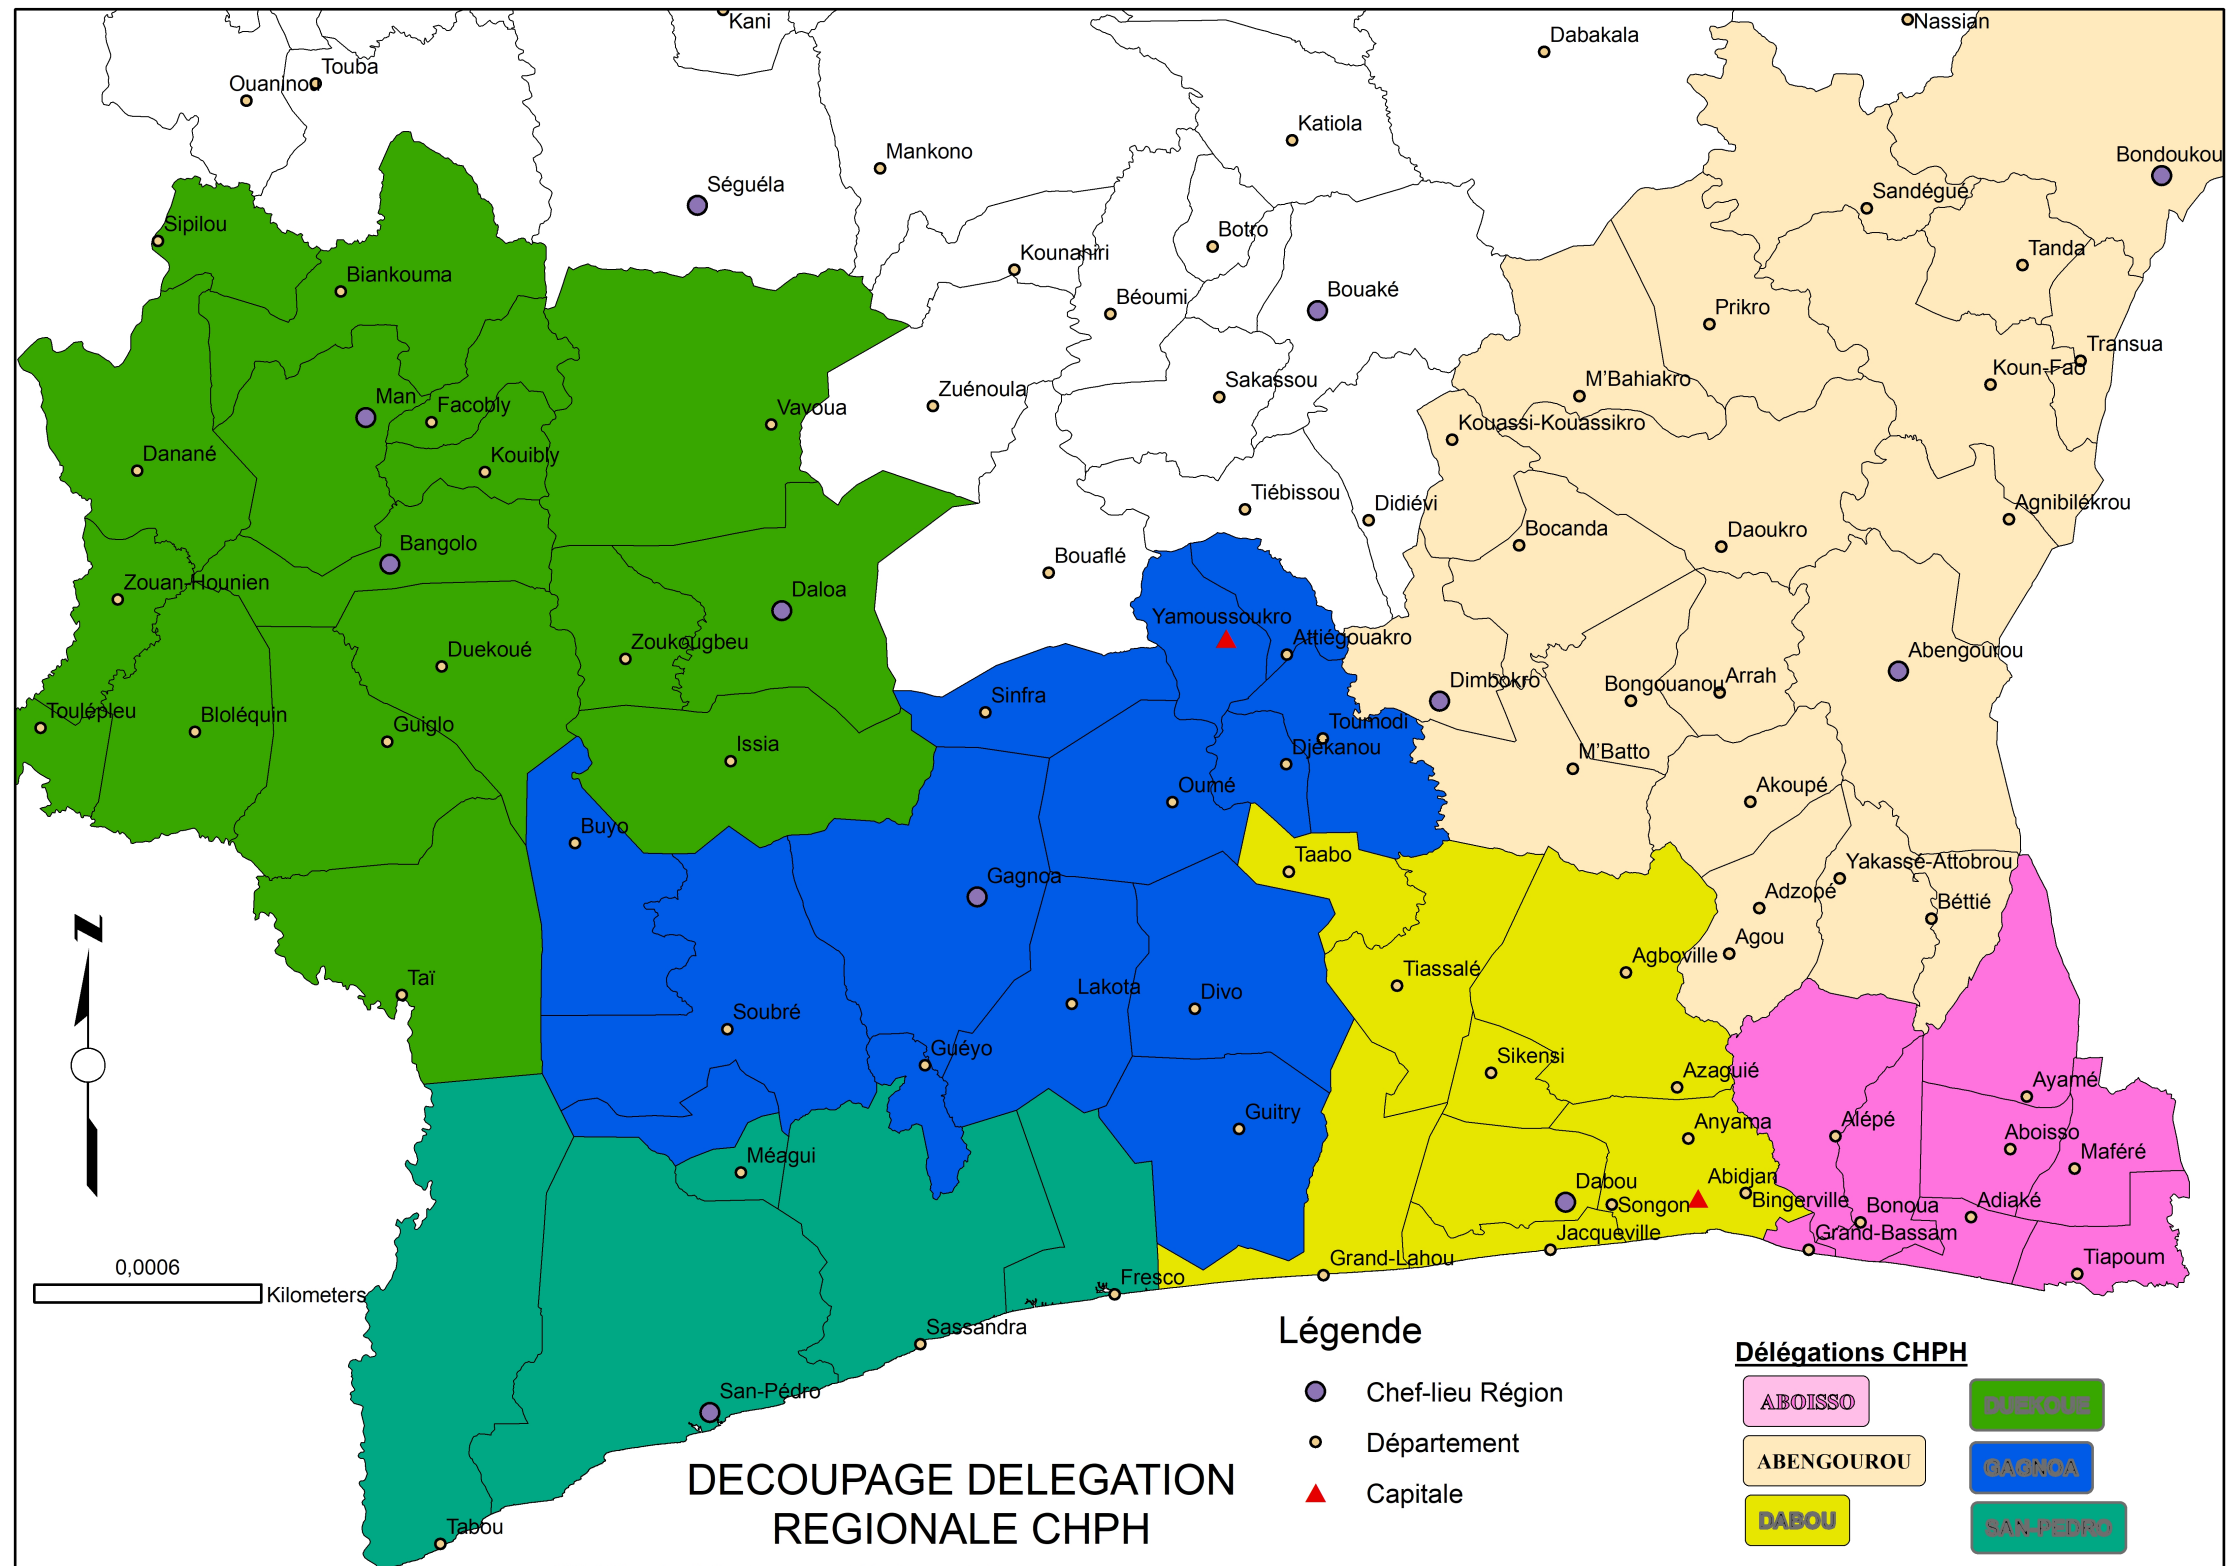 Kani
Nassian
Dabakala
Touba
Ouaninou
Katiola
Mankono
Bondoukou
Séguéla
Sandégué
Sipilou
Botro
Kounahiri
Tanda
Biankouma
Béoumi
Bouaké
Prikro
Transua
Koun-Fao
Man
Facobly
Vavoua
Zuénoula
Sakassou
M'Bahiakro
Kouassi-Kouassikro
Danané
Kouibly
Tiébissou
Didiévi
Agnibilékrou
Bocanda
Daoukro
Bangolo
Bouaflé
Zouan-Hounien
Daloa
Yamoussoukro
Attiégouakro
Duekoué
Zoukougbeu
Abengourou
Dimbokro
Bongouanou
Arrah
Sinfra
Toulépleu
Bloléquin
Guiglo
Toumodi
Issia
Djékanou
M'Batto
Oumé
Akoupé
Buyo
Taabo
Yakassé-Attobrou
Gagnoa
Adzopé
Béttié
Agou
Agboville
Tiassalé
Taï
Lakota
Divo
Soubré
Guéyo
Sikensi
Azaguié
Ayamé
Guitry
Anyama
Alépé
Aboisso
Maféré
Méagui
Abidjan
Dabou
Songon
Bingerville
Bonoua
Adiaké
Jacqueville
Grand-Bassam
Grand-Lahou
Tiapoum
Fresco
Sassandra
San-Pédro
Tabou
N
0,0006
Kilometers
Légende
Chef-lieu Région
Département
Capitale
Délégations CHPH
ABOISSO
DUEKOUE
ABENGOUROU
GAGNOA
DABOU
SAN-PEDRO
DECOUPAGE DELEGATION
REGIONALE CHPH